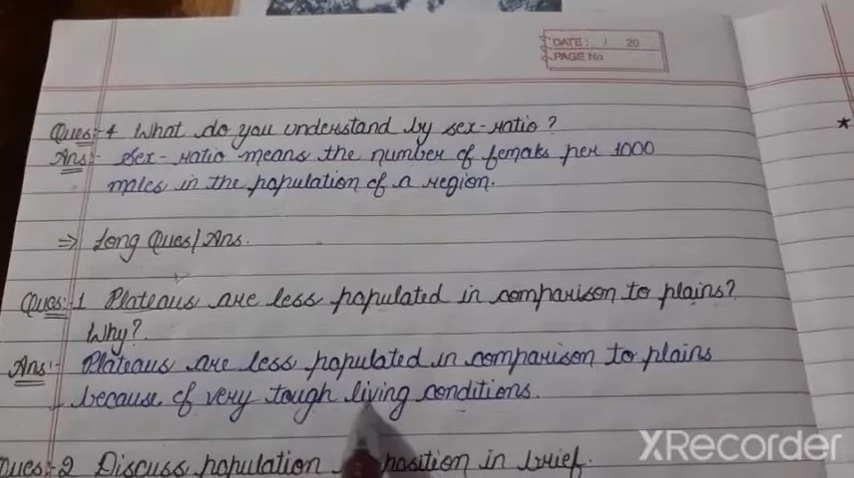 DATE: / 20
PAGE No
Ques:-4 What do you understand by sex-ratio?
Ans:- Sex-ratio means the number of females per 1000
males in the population of a region.
⇒ Long Ques/Ans.
Ques:-1 Plateaus are less populated in comparison to plains?
Why?
Ans:- Plateaus are less populated in comparison to plains
because of very tough living conditions.
Ques:-2 Discuss population in brief.
XRecorder